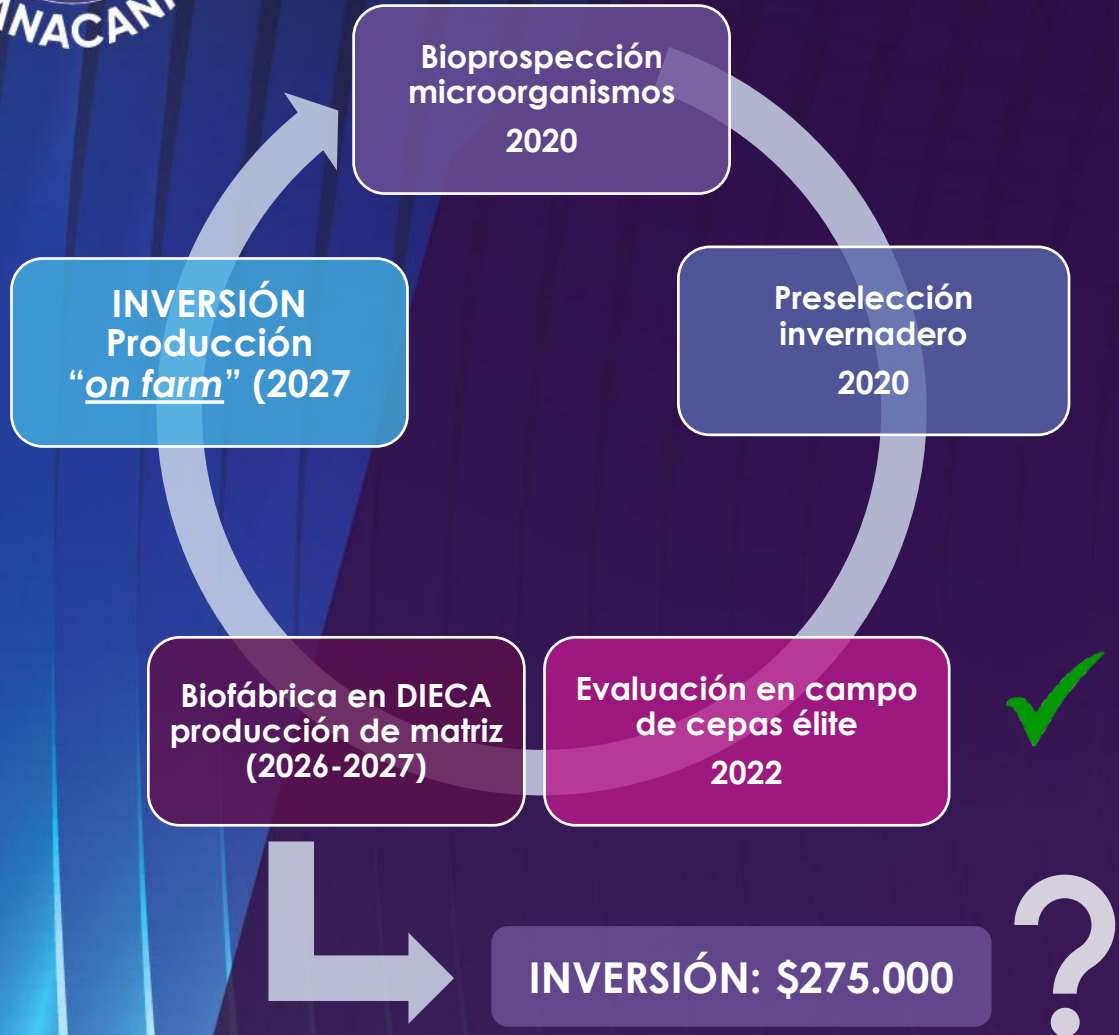 Bioprospección
microorganismos
2020
Preselección
invernadero
2020
Evaluación en campo
de cepas élite
2022
Biofábrica en DIECA
producción de matriz
(2026-2027)
INVERSIÓN
Producción
“on farm” (2027
INVERSIÓN: $275.000
?